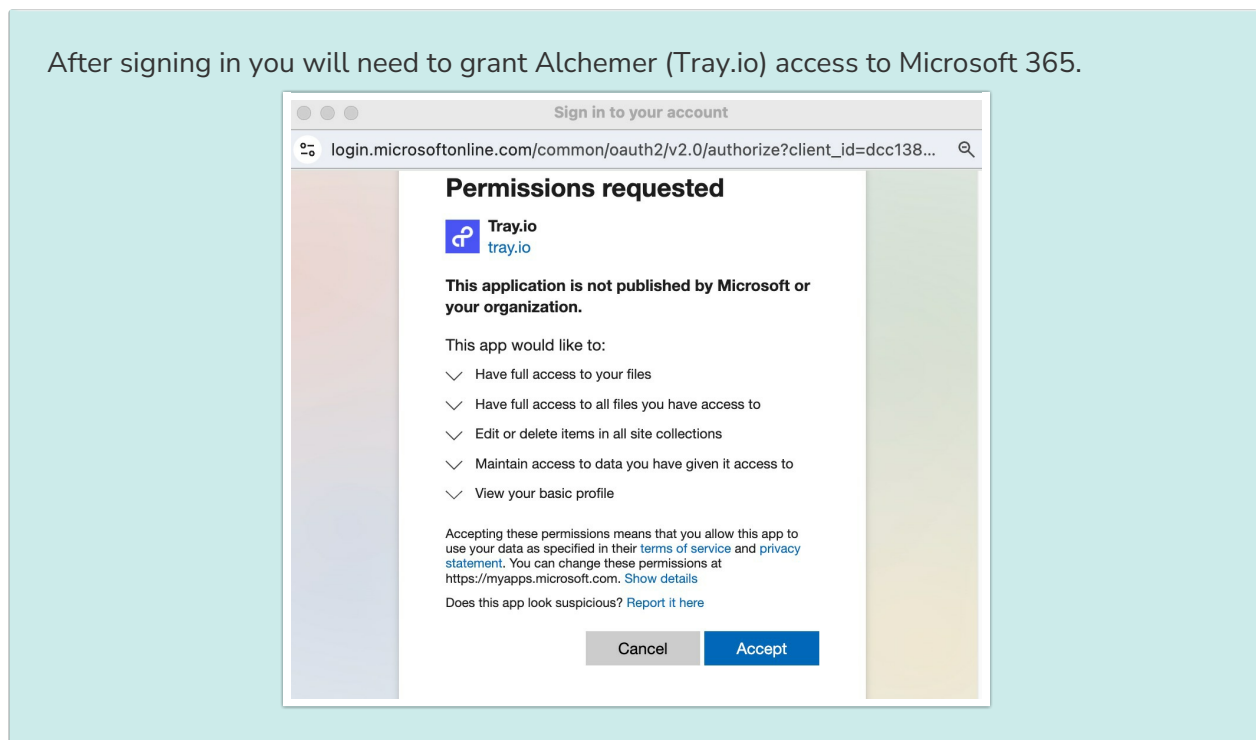 After signing in you will need to grant Alchemer (Tray.io) access to Microsoft 365.
Sign in to your account
login.microsoftonline.com/common/oauth2/v2.0/authorize?client_id=dcc138...
Permissions requested
Tray.io
tray.io
This application is not published by Microsoft or
your organization.
This app would like to:
Have full access to your files
Have full access to all files you have access to
Edit or delete items in all site collections
Maintain access to data you have given it access to
View your basic profile
Accepting these permissions means that you allow this app to
use your data as specified in their terms of service and privacy
statement. You can change these permissions at
https://myapps.microsoft.com. Show details
Does this app look suspicious? Report it here
Cancel Accept